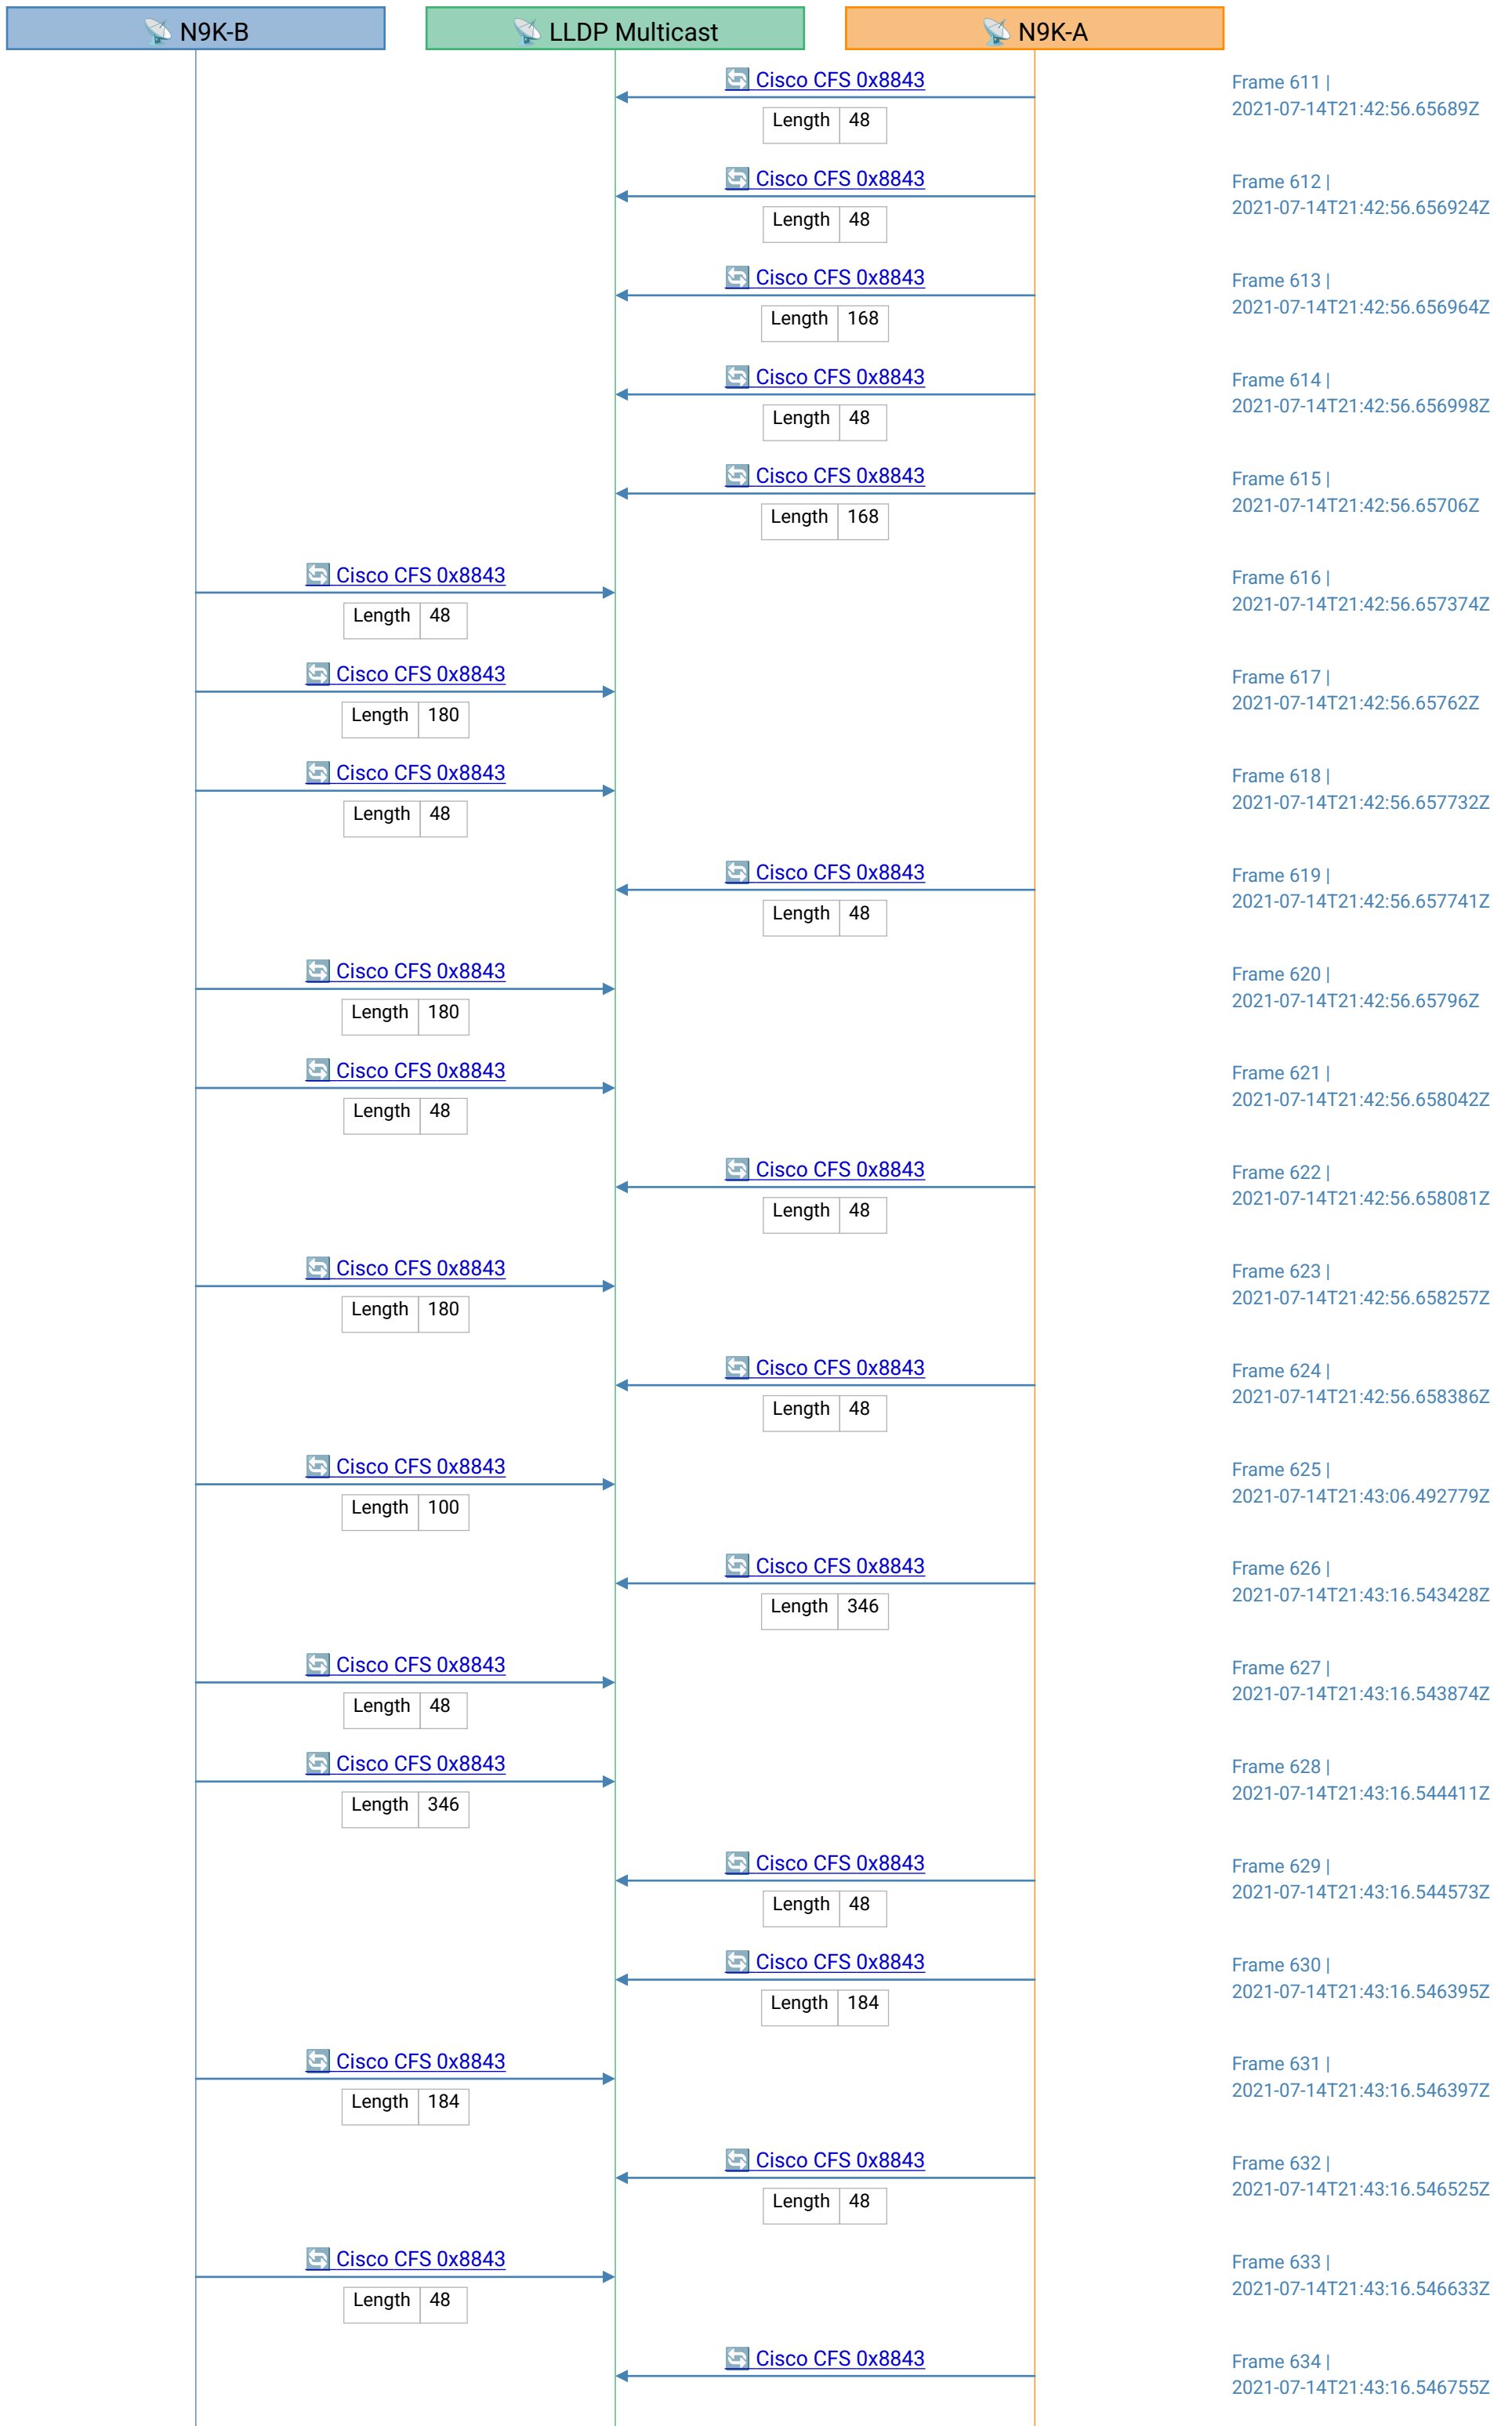 N9K-B
LLDP Multicast
N9K-A
Cisco CFS 0x8843
Length 48
Frame 611 |
2021-07-14T21:42:56.65689Z
Cisco CFS 0x8843
Length 48
Frame 612 |
2021-07-14T21:42:56.656924Z
Cisco CFS 0x8843
Length 168
Frame 613 |
2021-07-14T21:42:56.656964Z
Cisco CFS 0x8843
Length 48
Frame 614 |
2021-07-14T21:42:56.656998Z
Cisco CFS 0x8843
Length 168
Frame 615 |
2021-07-14T21:42:56.65706Z
Cisco CFS 0x8843
Length 48
Frame 616 |
2021-07-14T21:42:56.657374Z
Cisco CFS 0x8843
Length 180
Frame 617 |
2021-07-14T21:42:56.65762Z
Cisco CFS 0x8843
Length 48
Frame 618 |
2021-07-14T21:42:56.657732Z
Cisco CFS 0x8843
Length 48
Frame 619 |
2021-07-14T21:42:56.657741Z
Cisco CFS 0x8843
Length 180
Frame 620 |
2021-07-14T21:42:56.65796Z
Cisco CFS 0x8843
Length 48
Frame 621 |
2021-07-14T21:42:56.658042Z
Cisco CFS 0x8843
Length 48
Frame 622 |
2021-07-14T21:42:56.658081Z
Cisco CFS 0x8843
Length 180
Frame 623 |
2021-07-14T21:42:56.658257Z
Cisco CFS 0x8843
Length 48
Frame 624 |
2021-07-14T21:42:56.658386Z
Cisco CFS 0x8843
Length 100
Frame 625 |
2021-07-14T21:43:06.492779Z
Cisco CFS 0x8843
Length 346
Frame 626 |
2021-07-14T21:43:16.543428Z
Cisco CFS 0x8843
Length 48
Frame 627 |
2021-07-14T21:43:16.543874Z
Cisco CFS 0x8843
Length 346
Frame 628 |
2021-07-14T21:43:16.544411Z
Cisco CFS 0x8843
Length 48
Frame 629 |
2021-07-14T21:43:16.544573Z
Cisco CFS 0x8843
Length 184
Frame 630 |
2021-07-14T21:43:16.546395Z
Cisco CFS 0x8843
Length 184
Frame 631 |
2021-07-14T21:43:16.546397Z
Cisco CFS 0x8843
Length 48
Frame 632 |
2021-07-14T21:43:16.546525Z
Cisco CFS 0x8843
Length 48
Frame 633 |
2021-07-14T21:43:16.546633Z
Cisco CFS 0x8843
Frame 634 |
2021-07-14T21:43:16.546755Z